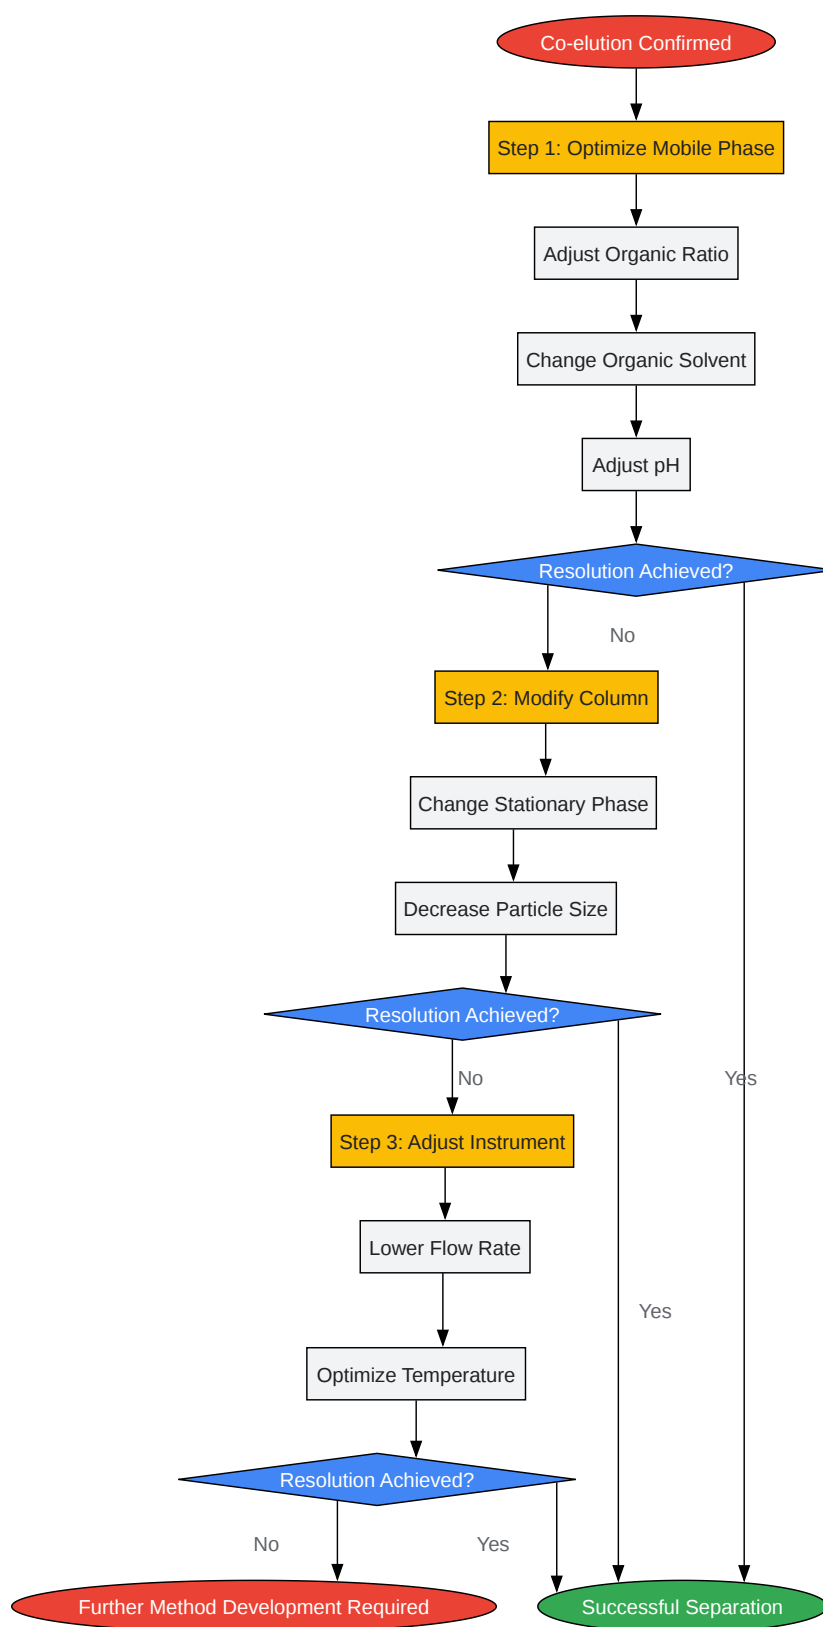 Co-elution Confirmed
Step 1: Optimize Mobile Phase
Adjust Organic Ratio
Change Organic Solvent
Adjust pH
Resolution Achieved?
No
Step 2: Modify Column
Change Stationary Phase
Decrease Particle Size
Resolution Achieved?
No
Yes
Step 3: Adjust Instrument
Lower Flow Rate
Yes
Optimize Temperature
Resolution Achieved?
No
Yes
Further Method Development Required
Successful Separation